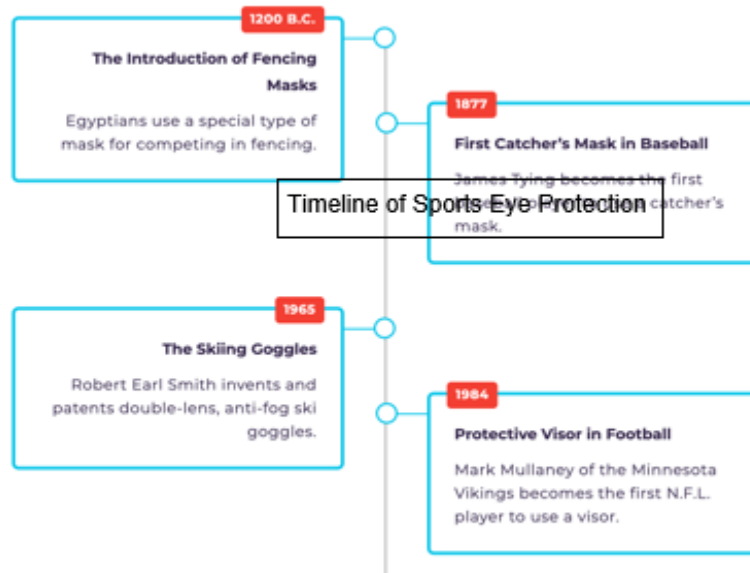 1200 B.C.
The Introduction of Fencing
Masks
Egyptians use a special type of
mask for competing in fencing.
1877
First Catcher's Mask in Baseball
James Tying becomes the first
catcher's
mask.
Timeline of Sports Eye Protection
1965
The Skiing Goggles
Robert Earl Smith invents and
patents double-lens, anti-fog ski
goggles.
1984
Protective Visor in Football
Mark Mullaney of the Minnesota
Vikings becomes the first N.F.L.
player to use a visor.